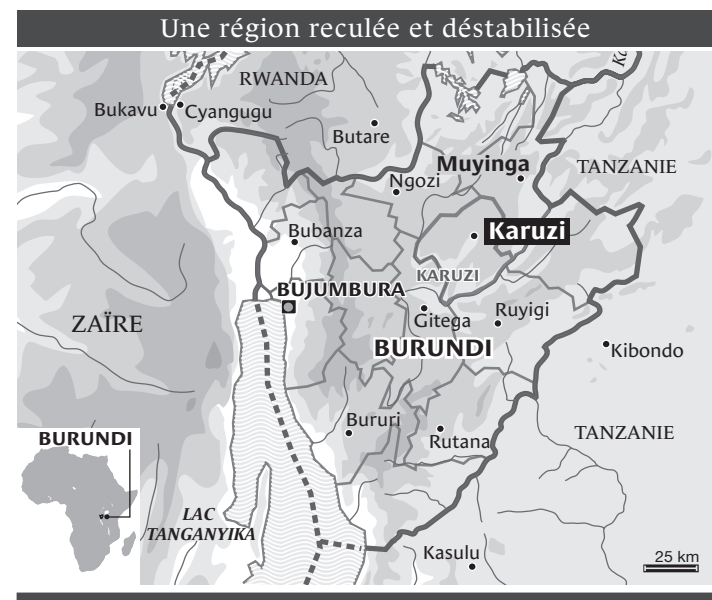 Une région reculée et déstabilisée
RWANDA
Bukavu
Cyangugu
Butare
Muyinga
TANZANIE
Ngozi
Karuzi
Bubanza
KARUZI
BUJUMBURA
Gitega
Ruyigi
ZAÏRE
BURUNDI
Kibondo
Bururi
Rutana
TANZANIE
BURUNDI
LAC
TANGANYIKA
Kasulu
25 km